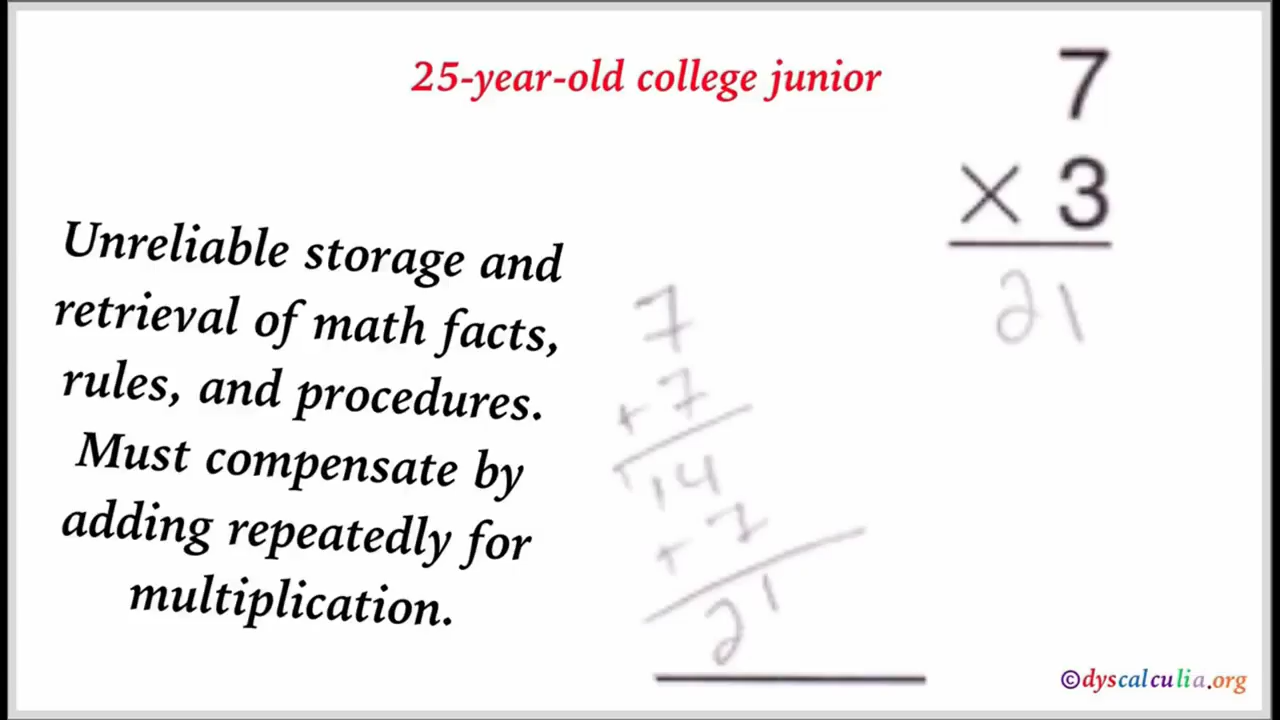 25-year-old college junior
7
× 3
21
Unreliable storage and
retrieval of math facts,
rules, and procedures.
Must compensate by
adding repeatedly for
multiplication.
7
+ 7
14
+ 7
21
©dyscalculia.org